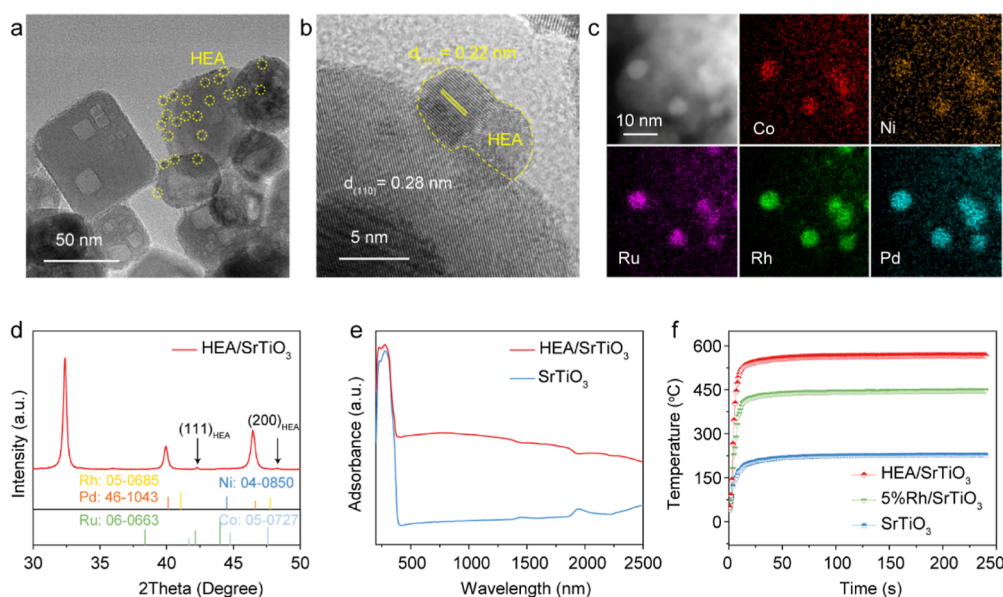 a
HEA
50 nm
b
d(111)= 0.22 nm
HEA
d(110)= 0.28 nm
5 nm
c
10 nm
Co
Ni
Ru
Rh
Pd
d
HEA/SrTiO3
(111)HEA
(200)HEA
Rh: 05-0685
Ni: 04-0850
Pd: 46-1043
Ru: 06-0663
Co: 05-0727
Intensity (a.u.)
30 35 40 45 50
2Theta (Degree)
e
HEA/SrTiO3
SrTiO3
Adsorbance (a.u.)
500 1000 1500 2000 2500
Wavelength (nm)
f
600
450
300
150
0
Temperature (°C)
HEA/SrTiO3
5%Rh/SrTiO3
SrTiO3
0 50 100 150 200 250
Time (s)